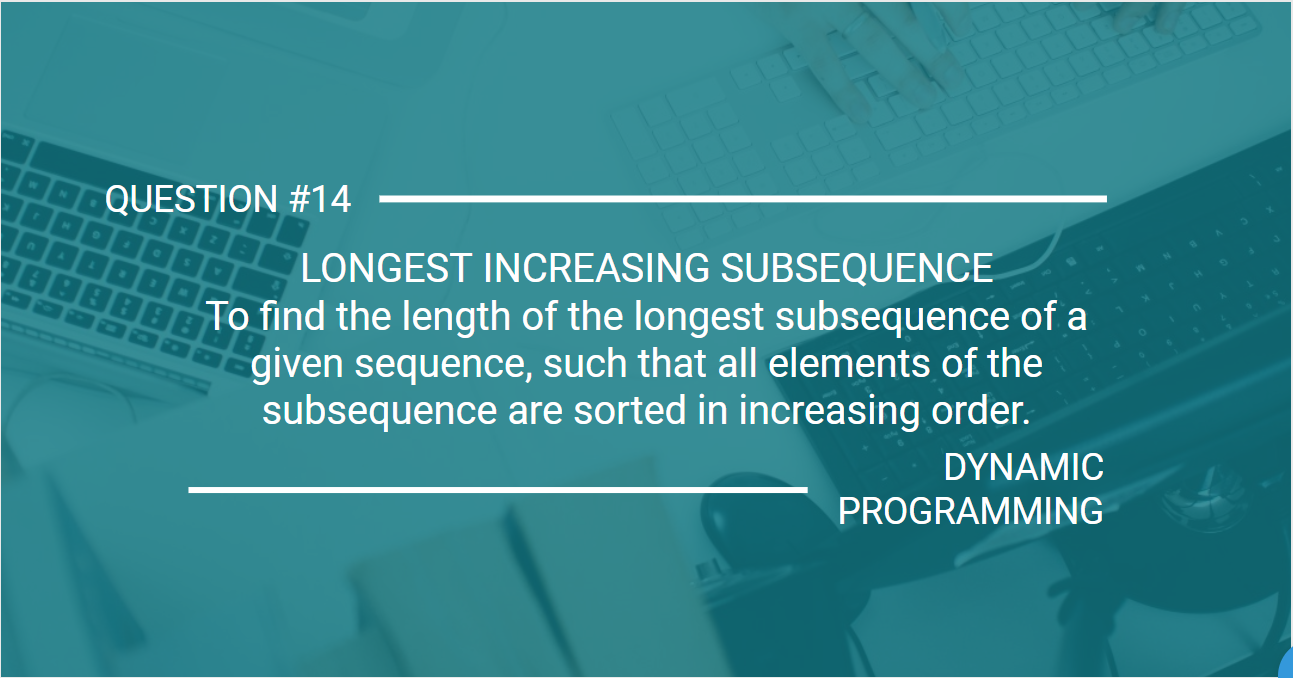 QUESTION #14
LONGEST INCREASING SUBSEQUENCE
To find the length of the longest subsequence of a
given sequence, such that all elements of the
subsequence are sorted in increasing order.
DYNAMIC
PROGRAMMING